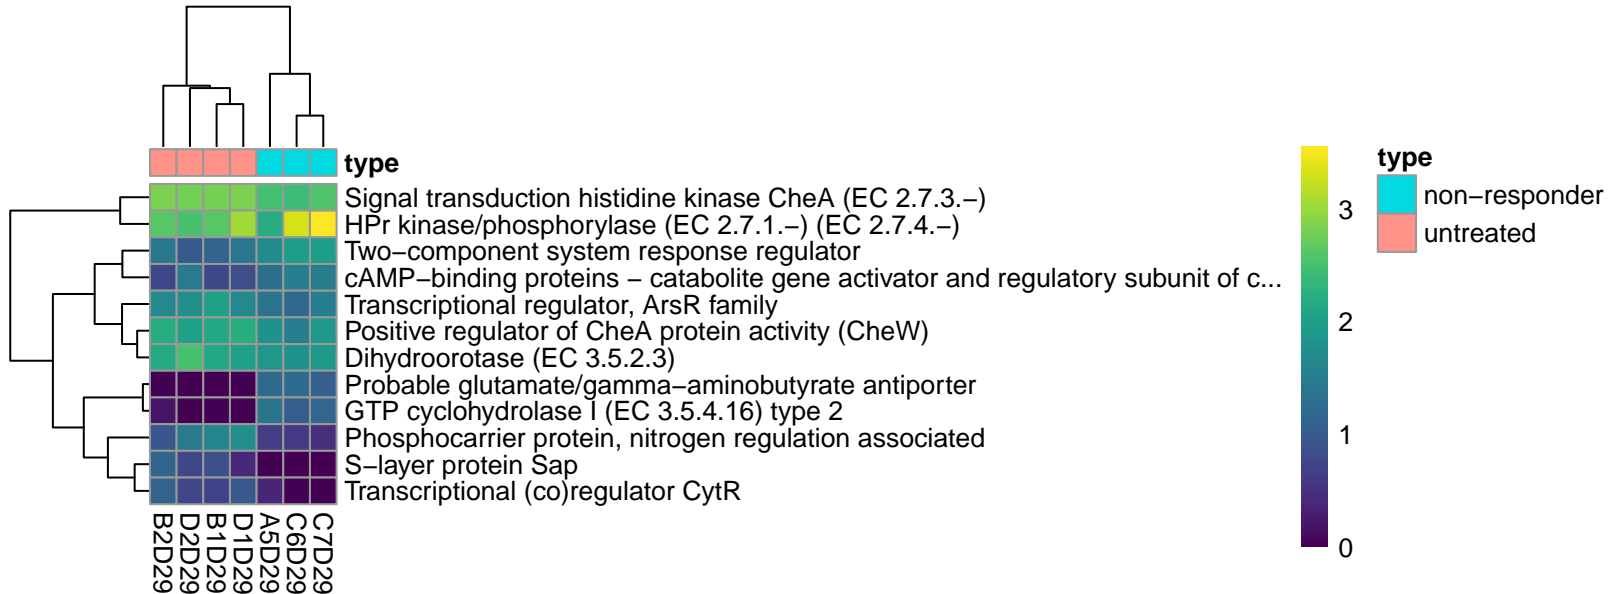 type
Signal transduction histidine kinase CheA (EC 2.7.3.−)
HPr kinase/phosphorylase (EC 2.7.1.−) (EC 2.7.4.−)
Two−component system response regulator
cAMP−binding proteins − catabolite gene activator and regulatory subunit of c...
Transcriptional regulator, ArsR family
Positive regulator of CheA protein activity (CheW)
Dihydroorotase (EC 3.5.2.3)
Probable glutamate/gamma−aminobutyrate antiporter
GTP cyclohydrolase I (EC 3.5.4.16) type 2
Phosphocarrier protein, nitrogen regulation associated
S−layer protein Sap
Transcriptional (co)regulator CytR
B2D29
D2D29
B1D29
D1D29
A5D29
C6D29
C7D29
3
2
1
0
type
non−responder
untreated